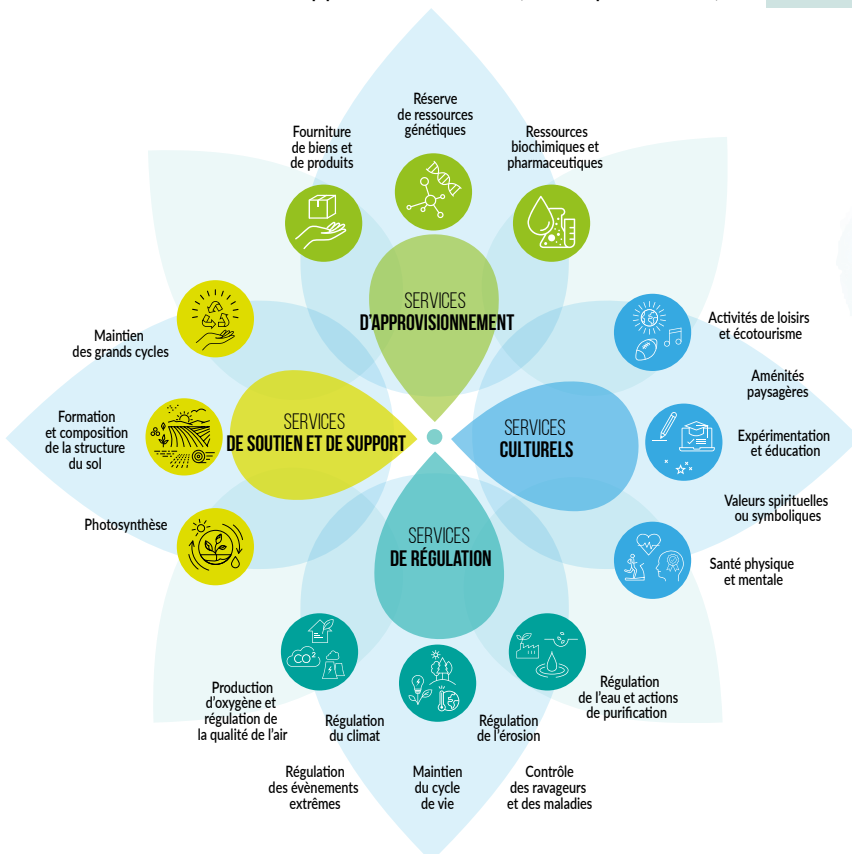 Réserve
de ressources
génétiques
Fourniture
de biens et
de produits
Ressources
biochimiques et
pharmaceutiques
SERVICES
D'APPROVISIONNEMENT
Maintien
des grands cycles
Formation
et composition
de la structure
du sol
Photosynthèse
SERVICES
DE SOUTIEN ET DE SUPPORT
SERVICES
CULTURELS
Activités de loisirs
et écotourisme
Aménités
paysagères
Expérimentation
et éducation
Valeurs spirituelles
ou symboliques
Santé physique
et mentale
SERVICES
DE RÉGULATION
CO²
Production
d'oxygène et
régulation de
la qualité de l'air
Régulation
du climat
Régulation
de l'érosion
Régulation
de l'eau et actions
de purification
Régulation
des évènements
extrêmes
Maintien
du cycle
de vie
Contrôle
des ravageurs
et des maladies